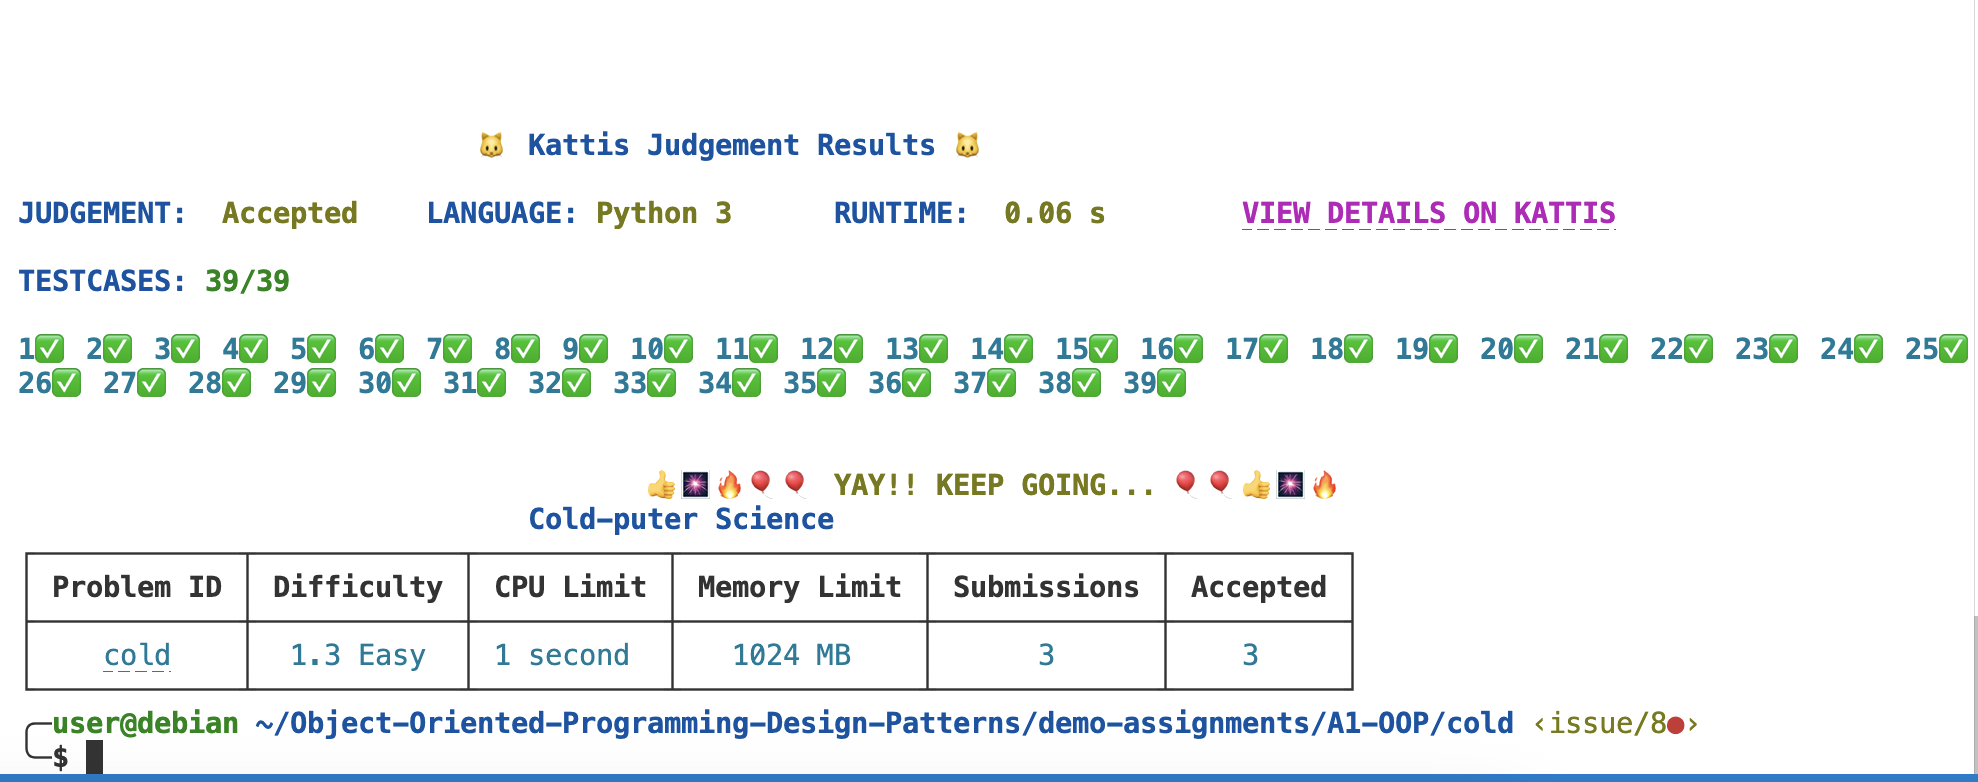 🐱 Kattis Judgement Results 🐱
JUDGEMENT: Accepted LANGUAGE: Python 3 RUNTIME: 0.06 s VIEW DETAILS ON KATTIS
TESTCASES: 39/39
1✅ 2✅ 3✅ 4✅ 5✅ 6✅ 7✅ 8✅ 9✅ 10✅ 11✅ 12✅ 13✅ 14✅ 15✅ 16✅ 17✅ 18✅ 19✅ 20✅ 21✅ 22✅ 23✅ 24✅ 25✅
26✅ 27✅ 28✅ 29✅ 30✅ 31✅ 32✅ 33✅ 34✅ 35✅ 36✅ 37✅ 38✅ 39✅
👍🎆🔥🎈🎈 YAY!! KEEP GOING... 🎈🎈👍🎆🔥
Cold-puter Science
Problem ID Difficulty CPU Limit Memory Limit Submissions Accepted
cold 1.3 Easy 1 second 1024 MB 3 3
user@debian ~/Object-Oriented-Programming-Design-Patterns/demo-assignments/A1-OOP/cold ‹issue/8●›
$